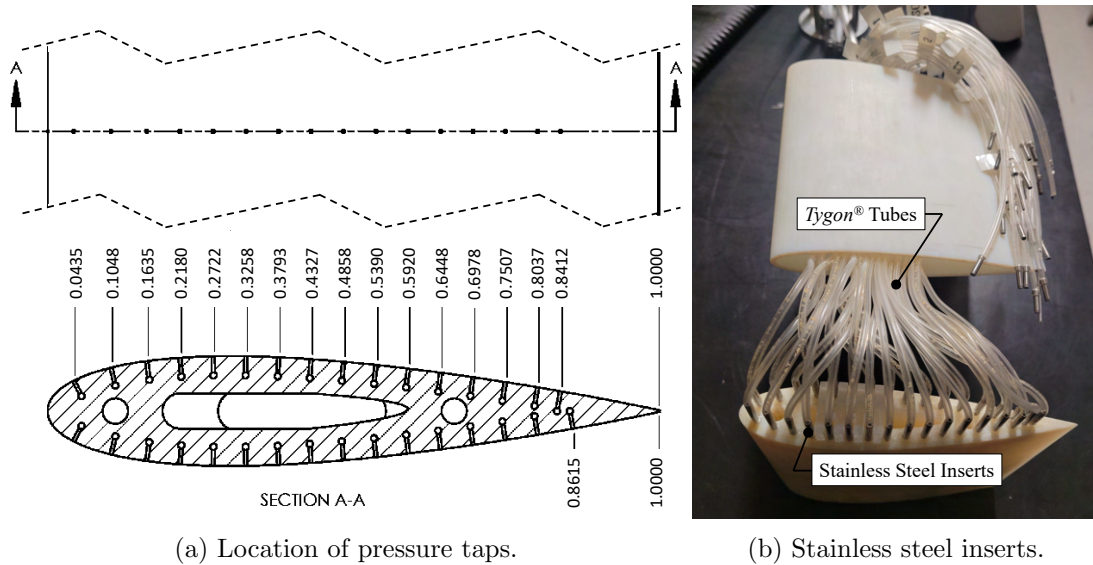 A
A
0.0435
0.1048
0.1635
0.2180
0.2722
0.3258
0.3793
0.4327
0.4858
0.5390
0.5920
0.6448
0.6978
0.7507
0.8037
0.8412
1.0000
0.8615
1.0000
SECTION A-A
Tygon® Tubes
Stainless Steel Inserts
(a) Location of pressure taps.
(b) Stainless steel inserts.